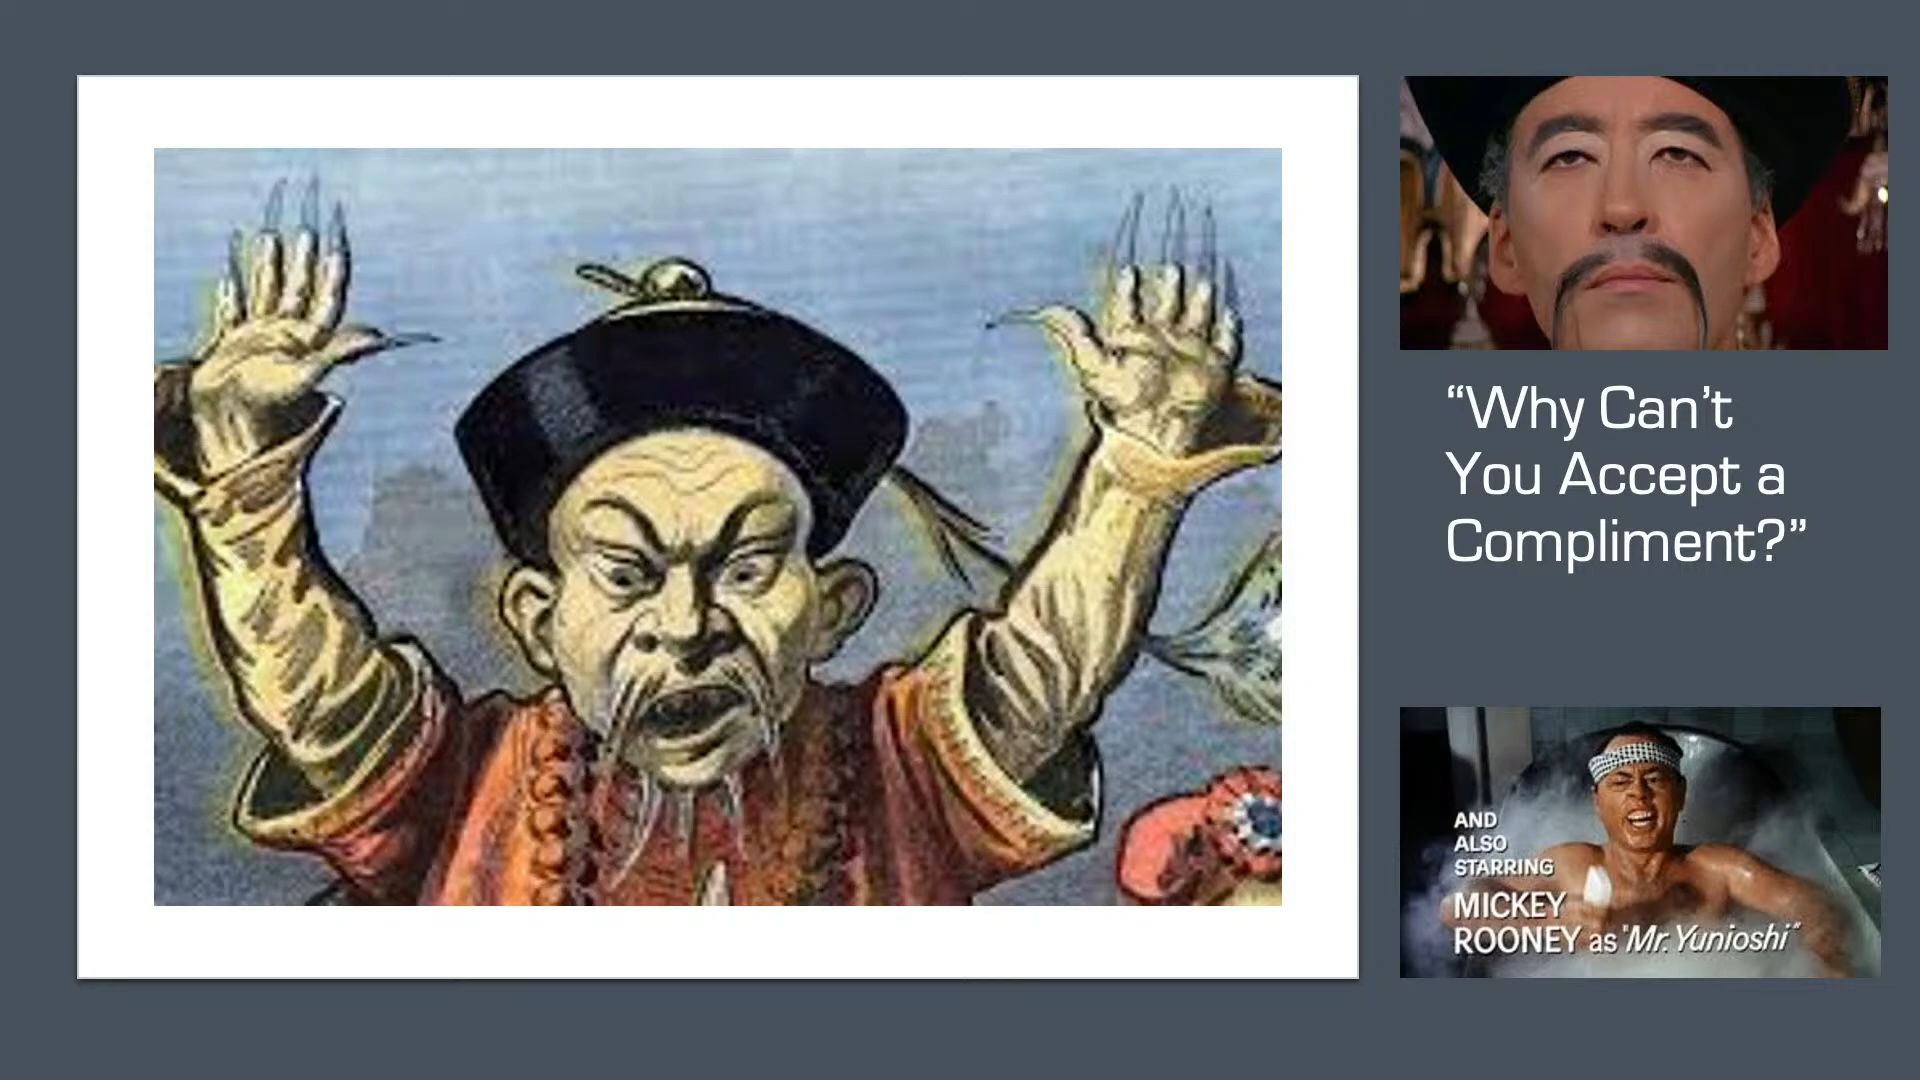 “Why Can’t
You Accept a
Compliment?”
AND
ALSO
STARRING
MICKEY
ROONEY as "Mr. Yunioshi"